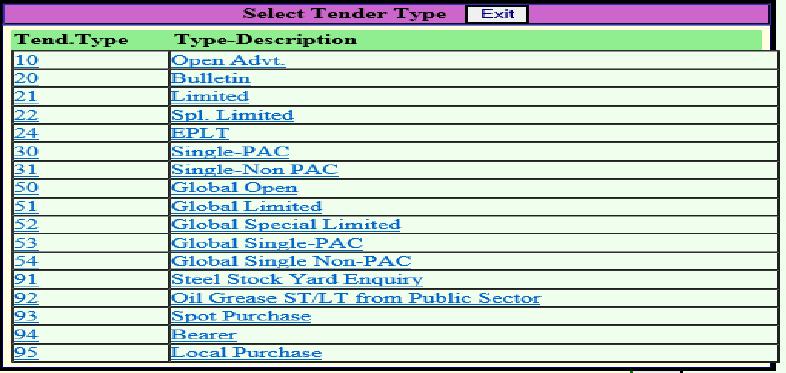 Select Tender Type Exit
Tend.Type Type-Description
10 Open Advt.
20 Bulletin
21 Limited
22 Spl. Limited
24 EPLT
30 Single-PAC
31 Single-Non PAC
50 Global Open
51 Global Limited
52 Global Special Limited
53 Global Single-PAC
54 Global Single Non-PAC
91 Steel Stock Yard Enquiry
92 Oil Grease ST/LT from Public Sector
93 Spot Purchase
94 Bearer
95 Local Purchase